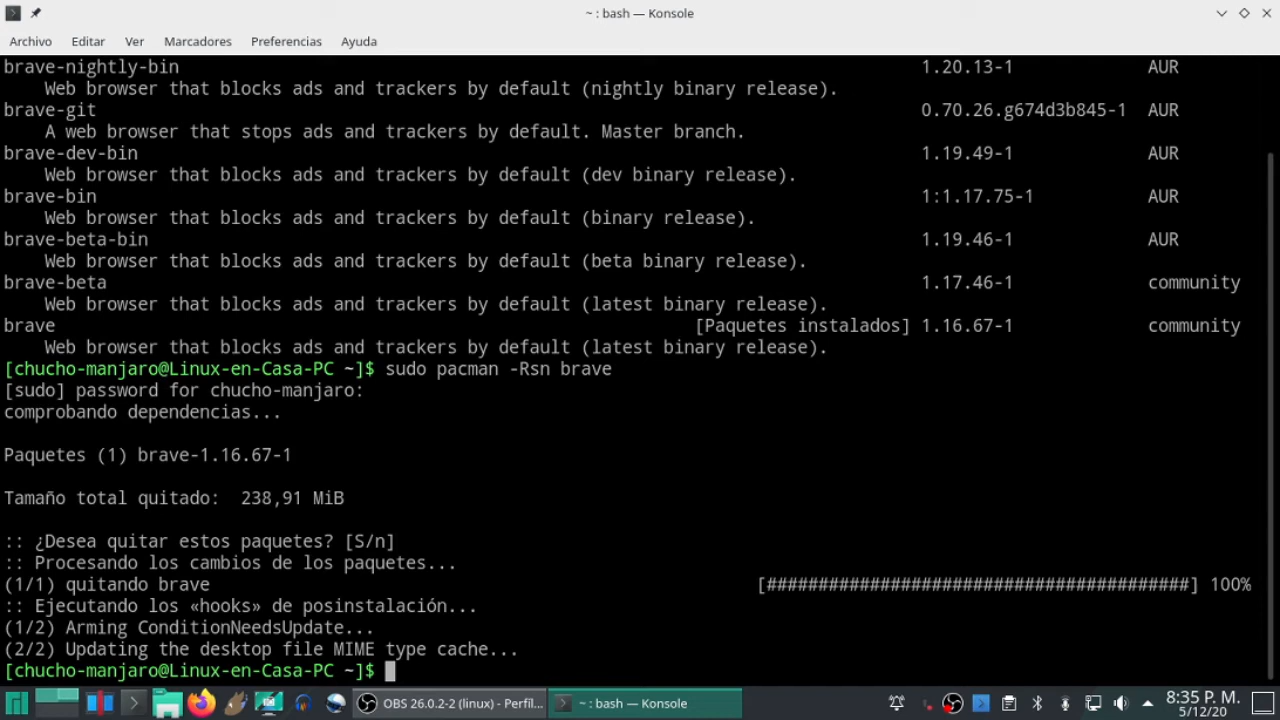 ~ : bash — Konsole
Archivo Editar Ver Marcadores Preferencias Ayuda
brave-nightly-bin 1.20.13-1 AUR
Web browser that blocks ads and trackers by default (nightly binary release).
brave-git 0.70.26.g674d3b845-1 AUR
A web browser that stops ads and trackers by default. Master branch.
brave-dev-bin 1.19.49-1 AUR
Web browser that blocks ads and trackers by default (dev binary release).
brave-bin 1:1.17.75-1 AUR
Web browser that blocks ads and trackers by default (binary release).
brave-beta-bin 1.19.46-1 AUR
Web browser that blocks ads and trackers by default (beta binary release).
brave-beta 1.17.46-1 community
Web browser that blocks ads and trackers by default (latest binary release).
brave [Paquetes instalados] 1.16.67-1 community
Web browser that blocks ads and trackers by default (latest binary release).
[chucho-manjaro@Linux-en-Casa-PC ~]$ sudo pacman -Rsn brave
[sudo] password for chucho-manjaro:
comprobando dependencias...
Paquetes (1) brave-1.16.67-1
Tamaño total quitado: 238,91 MiB
:: ¿Desea quitar estos paquetes? [S/n]
:: Procesando los cambios de los paquetes...
(1/1) quitando brave [#########################################] 100%
:: Ejecutando los «hooks» de posinstalación...
(1/2) Arming ConditionNeedsUpdate...
(2/2) Updating the desktop file MIME type cache...
[chucho-manjaro@Linux-en-Casa-PC ~]$
OBS 26.0.2-2 (linux) - Perfil... ~ : bash — Konsole 8:35 P. M.
5/12/20